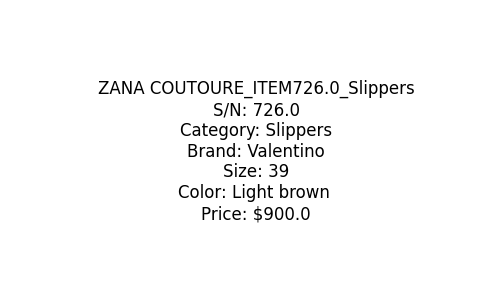 ZANA COUTOURE_ITEM726.0_Slippers
S/N: 726.0
Category: Slippers
Brand: Valentino
Size: 39
Color: Light brown
Price: $900.0